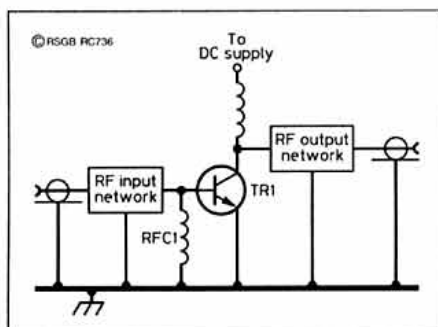 ©RSGB RC736
To
DC supply
RF input
network
RFC1
TR1
RF output
network